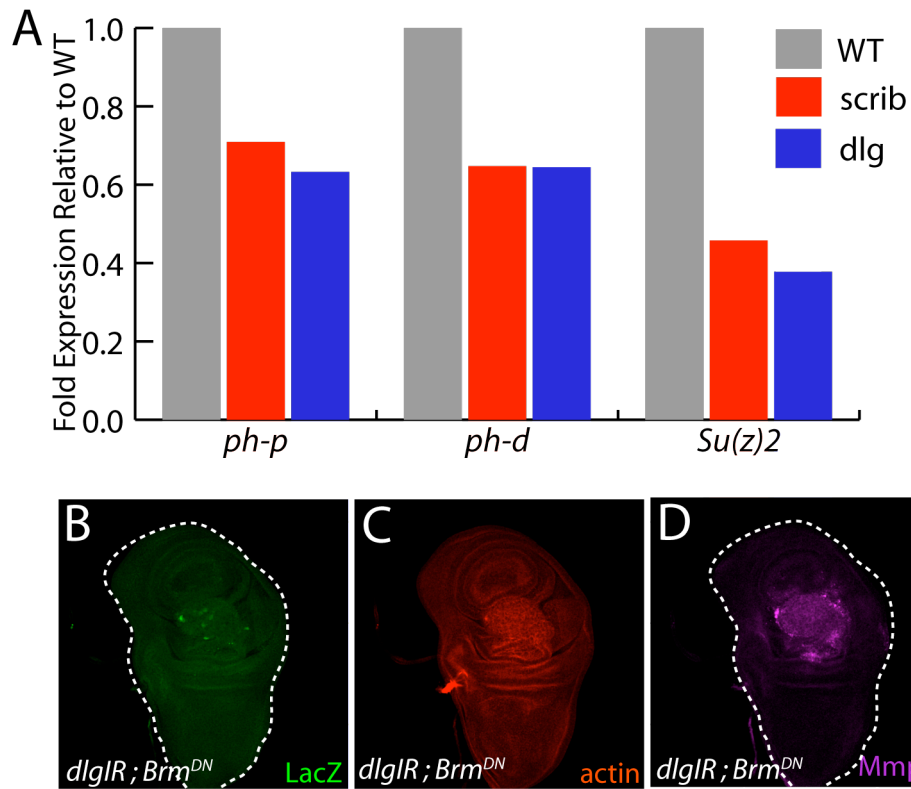 A
Fold Expression Relative to WT
1.0
0.8
0.6
0.4
0.2
0.0
WT
scrib
dlg
ph-p
ph-d
Su(z)2
B
dlgIR ; Brm^DN
LacZ
C
dlgIR ; Brm^DN
actin
D
dlgIR ; Brm^DN
Mmp